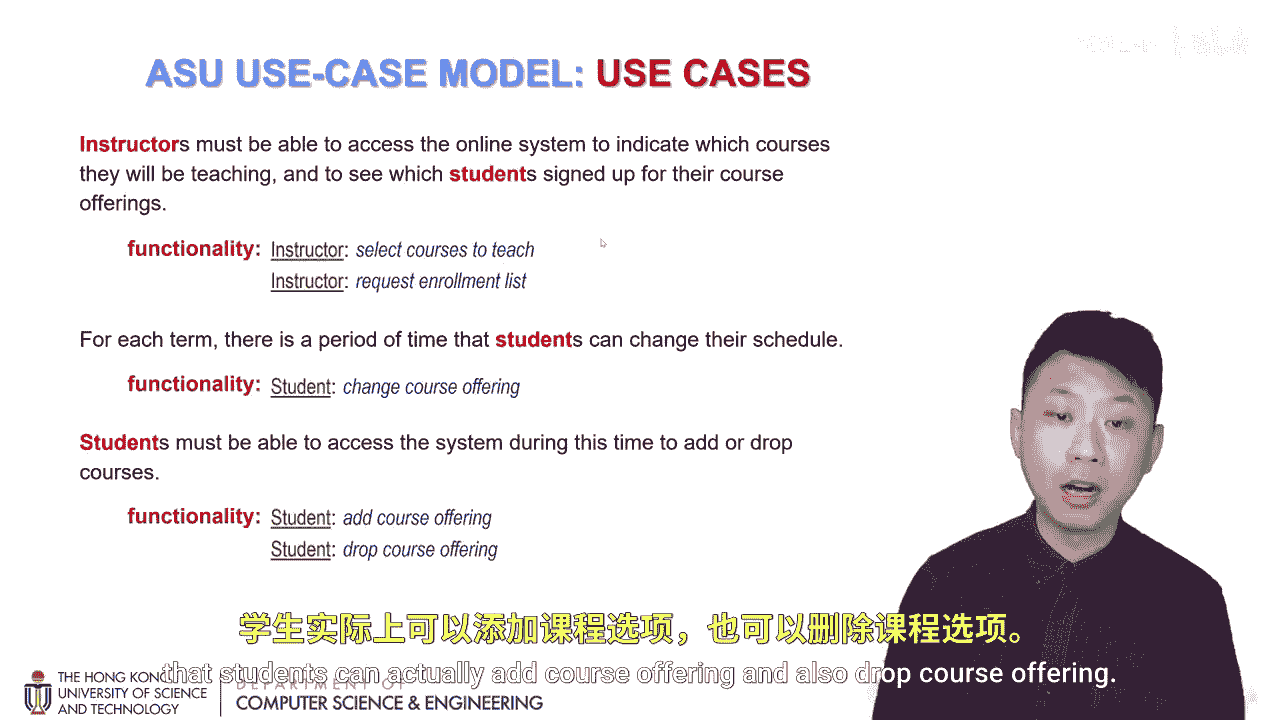 ASU USE-CASE MODEL: USE CASES
Instructors must be able to access the online system to indicate which courses
they will be teaching, and to see which students signed up for their course
offerings.
functionality: Instructor: select courses to teach
Instructor: request enrollment list
For each term, there is a period of time that students can change their schedule.
functionality: Student: change course offering
Students must be able to access the system during this time to add or drop
courses.
functionality: Student: add course offering
Student: drop course offering
学生实际上可以添加课程选项，也可以删除课程选项。
that students can actually add course offering and also drop course offering.
THE HONG KONG
UNIVERSITY OF SCIENCE
AND TECHNOLOGY
DEPARTMENT OF
COMPUTER SCIENCE & ENGINEERING